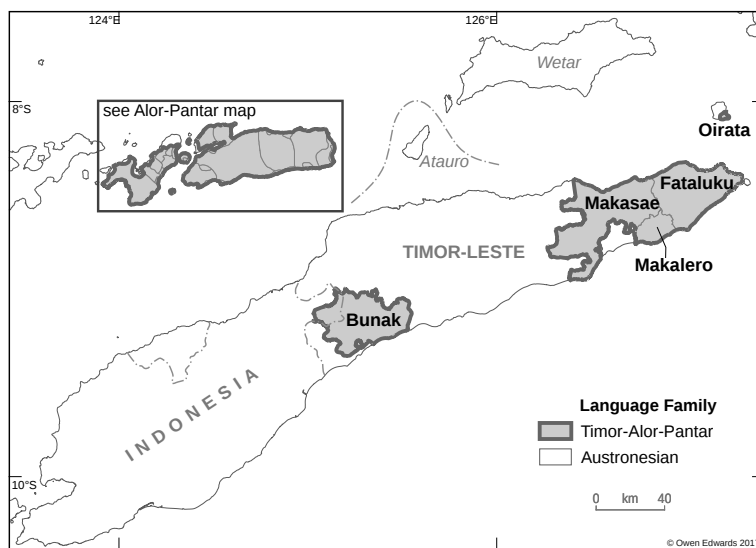 124°E
126°E
8°S
see Alor-Pantar map
Wetar
Oirata
Atauro
Fataluku
Makasae
TIMOR-LESTE
Makalero
Bunak
INDONESIA
Language Family
Timor-Alor-Pantar
Austronesian
10°S
0 km 40